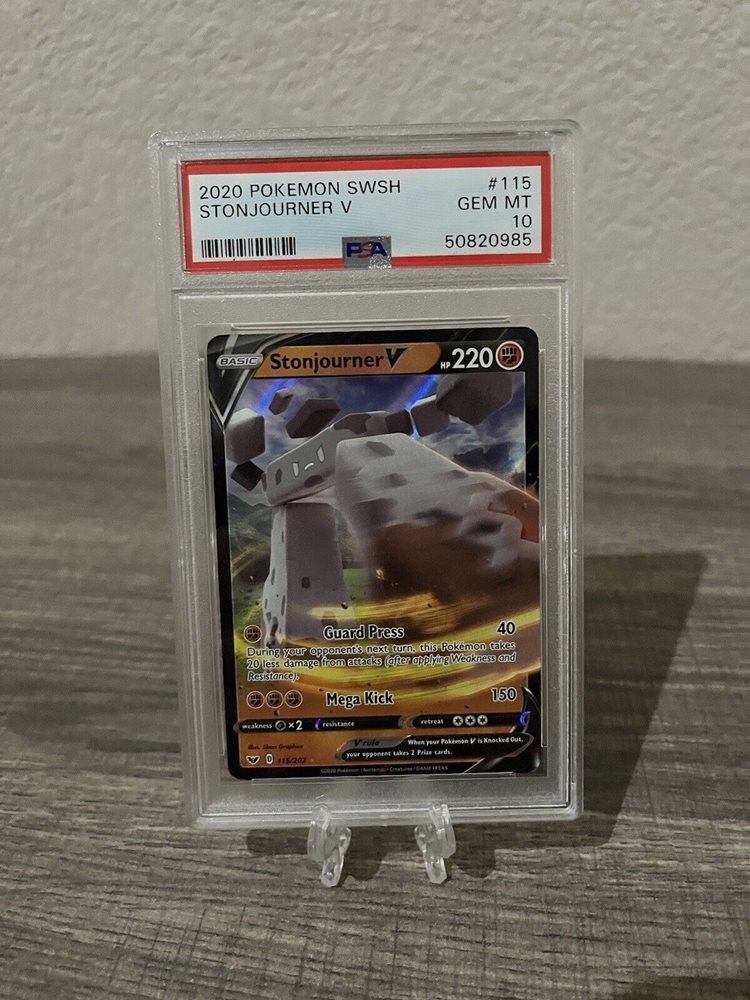 2020 POKEMON SWSH #115
STONJOURNER V GEM MT
10
PSA 50820985
BASIC Stonjourner V HP 220
Guard Press 40
During your opponent's next turn, this Pokémon takes
20 less damage from attacks (after applying Weakness and
Resistance).
Mega Kick 150
weakness ×2 resistance retreat
V rule When your Pokémon V is Knocked Out,
your opponent takes 2 Prize cards.
Illus. Saya Graphics
D 115/202
©2020 Pokémon / Nintendo / Creatures / GAME FREAK